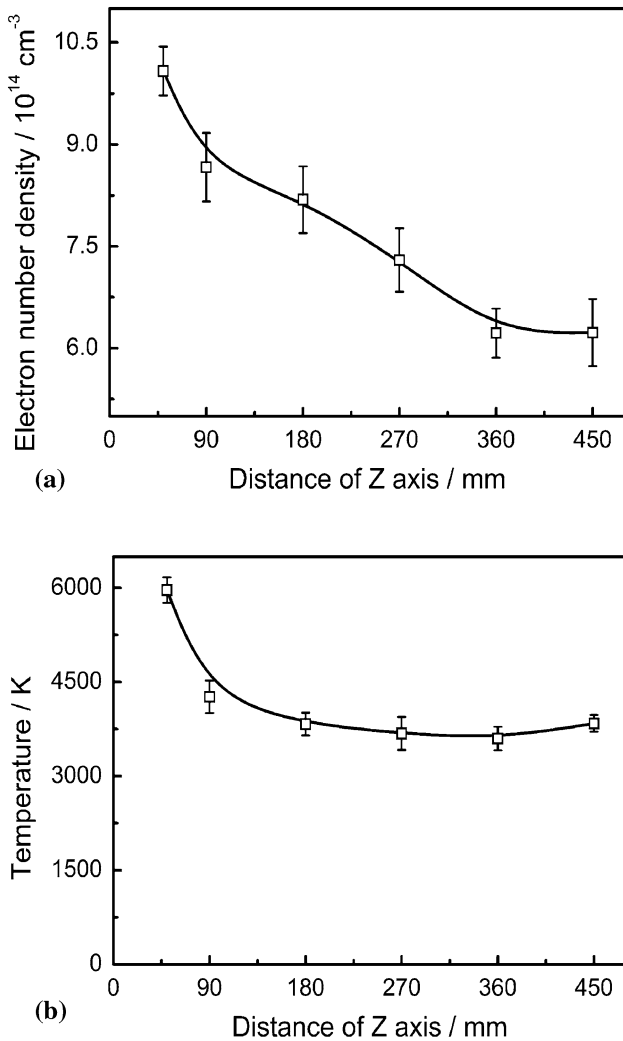 10.5
9.0
7.5
6.0
Electron number density / 10¹⁴ cm⁻³
0 90 180 270 360 450
Distance of Z axis / mm
(a)
6000
4500
3000
1500
0
Temperature / K
0 90 180 270 360 450
Distance of Z axis / mm
(b)